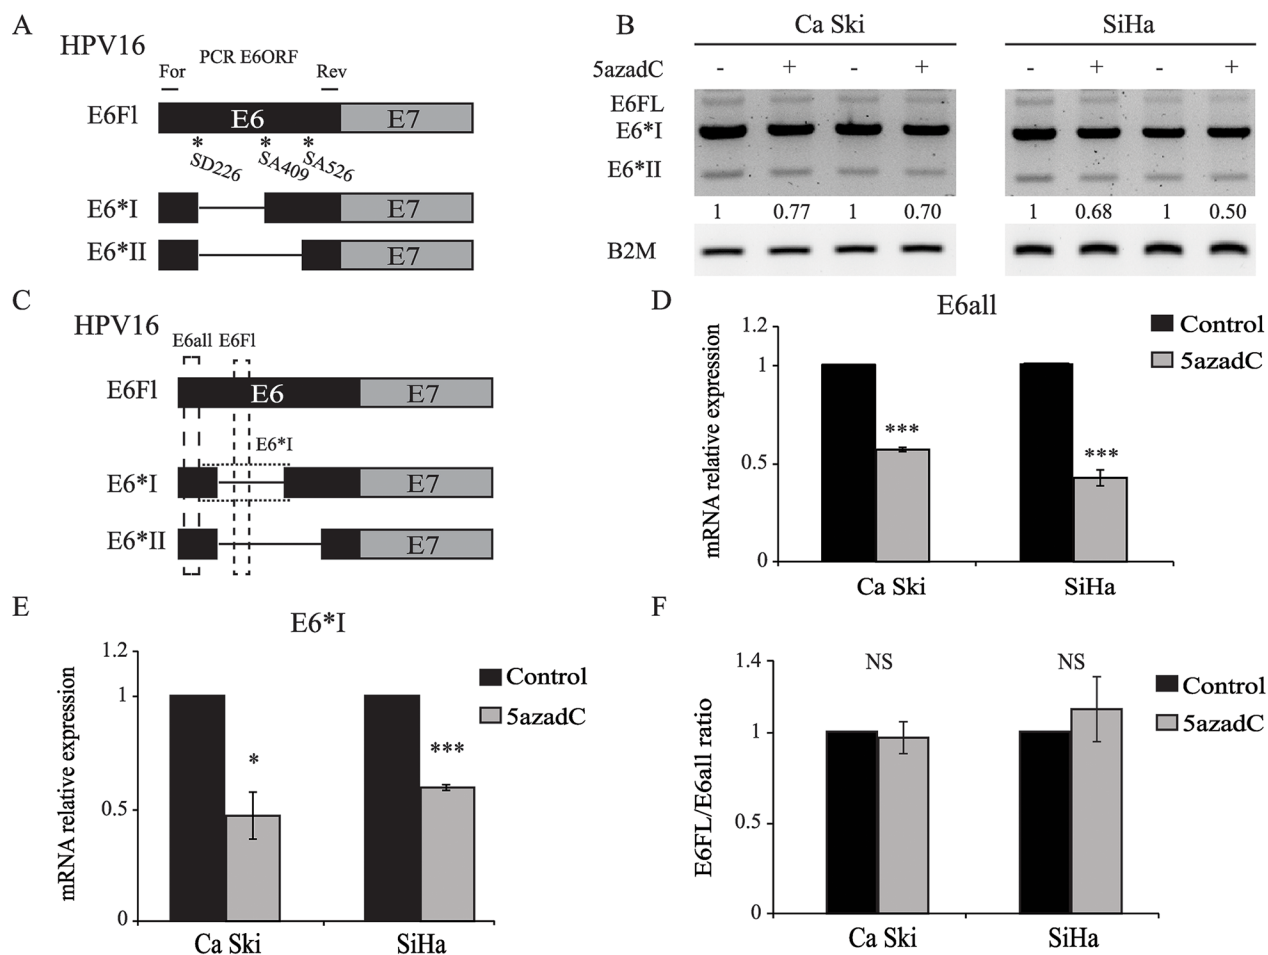 A
HPV16
PCR E6ORF
For
Rev
E6Fl
E6
E7
*
*
*
SD226
SA409
SA526
E6*I
E7
E6*II
E7
B
Ca Ski
SiHa
5azadC
-
+
-
+
-
+
-
+
E6FL
E6*I
E6*II
1
0.77
1
0.70
1
0.68
1
0.50
B2M
C
HPV16
E6all
E6Fl
E6Fl
E6
E7
E6*I
E6*I
E7
E6*II
E7
D
E6all
mRNA relative expression
1.2
1
0.5
0
***
***
Control
5azadC
Ca Ski
SiHa
E
E6*I
mRNA relative expression
1.2
1
0.5
0
*
***
Control
5azadC
Ca Ski
SiHa
F
E6FL/E6all ratio
1.4
1
0.5
0
NS
NS
Control
5azadC
Ca Ski
SiHa